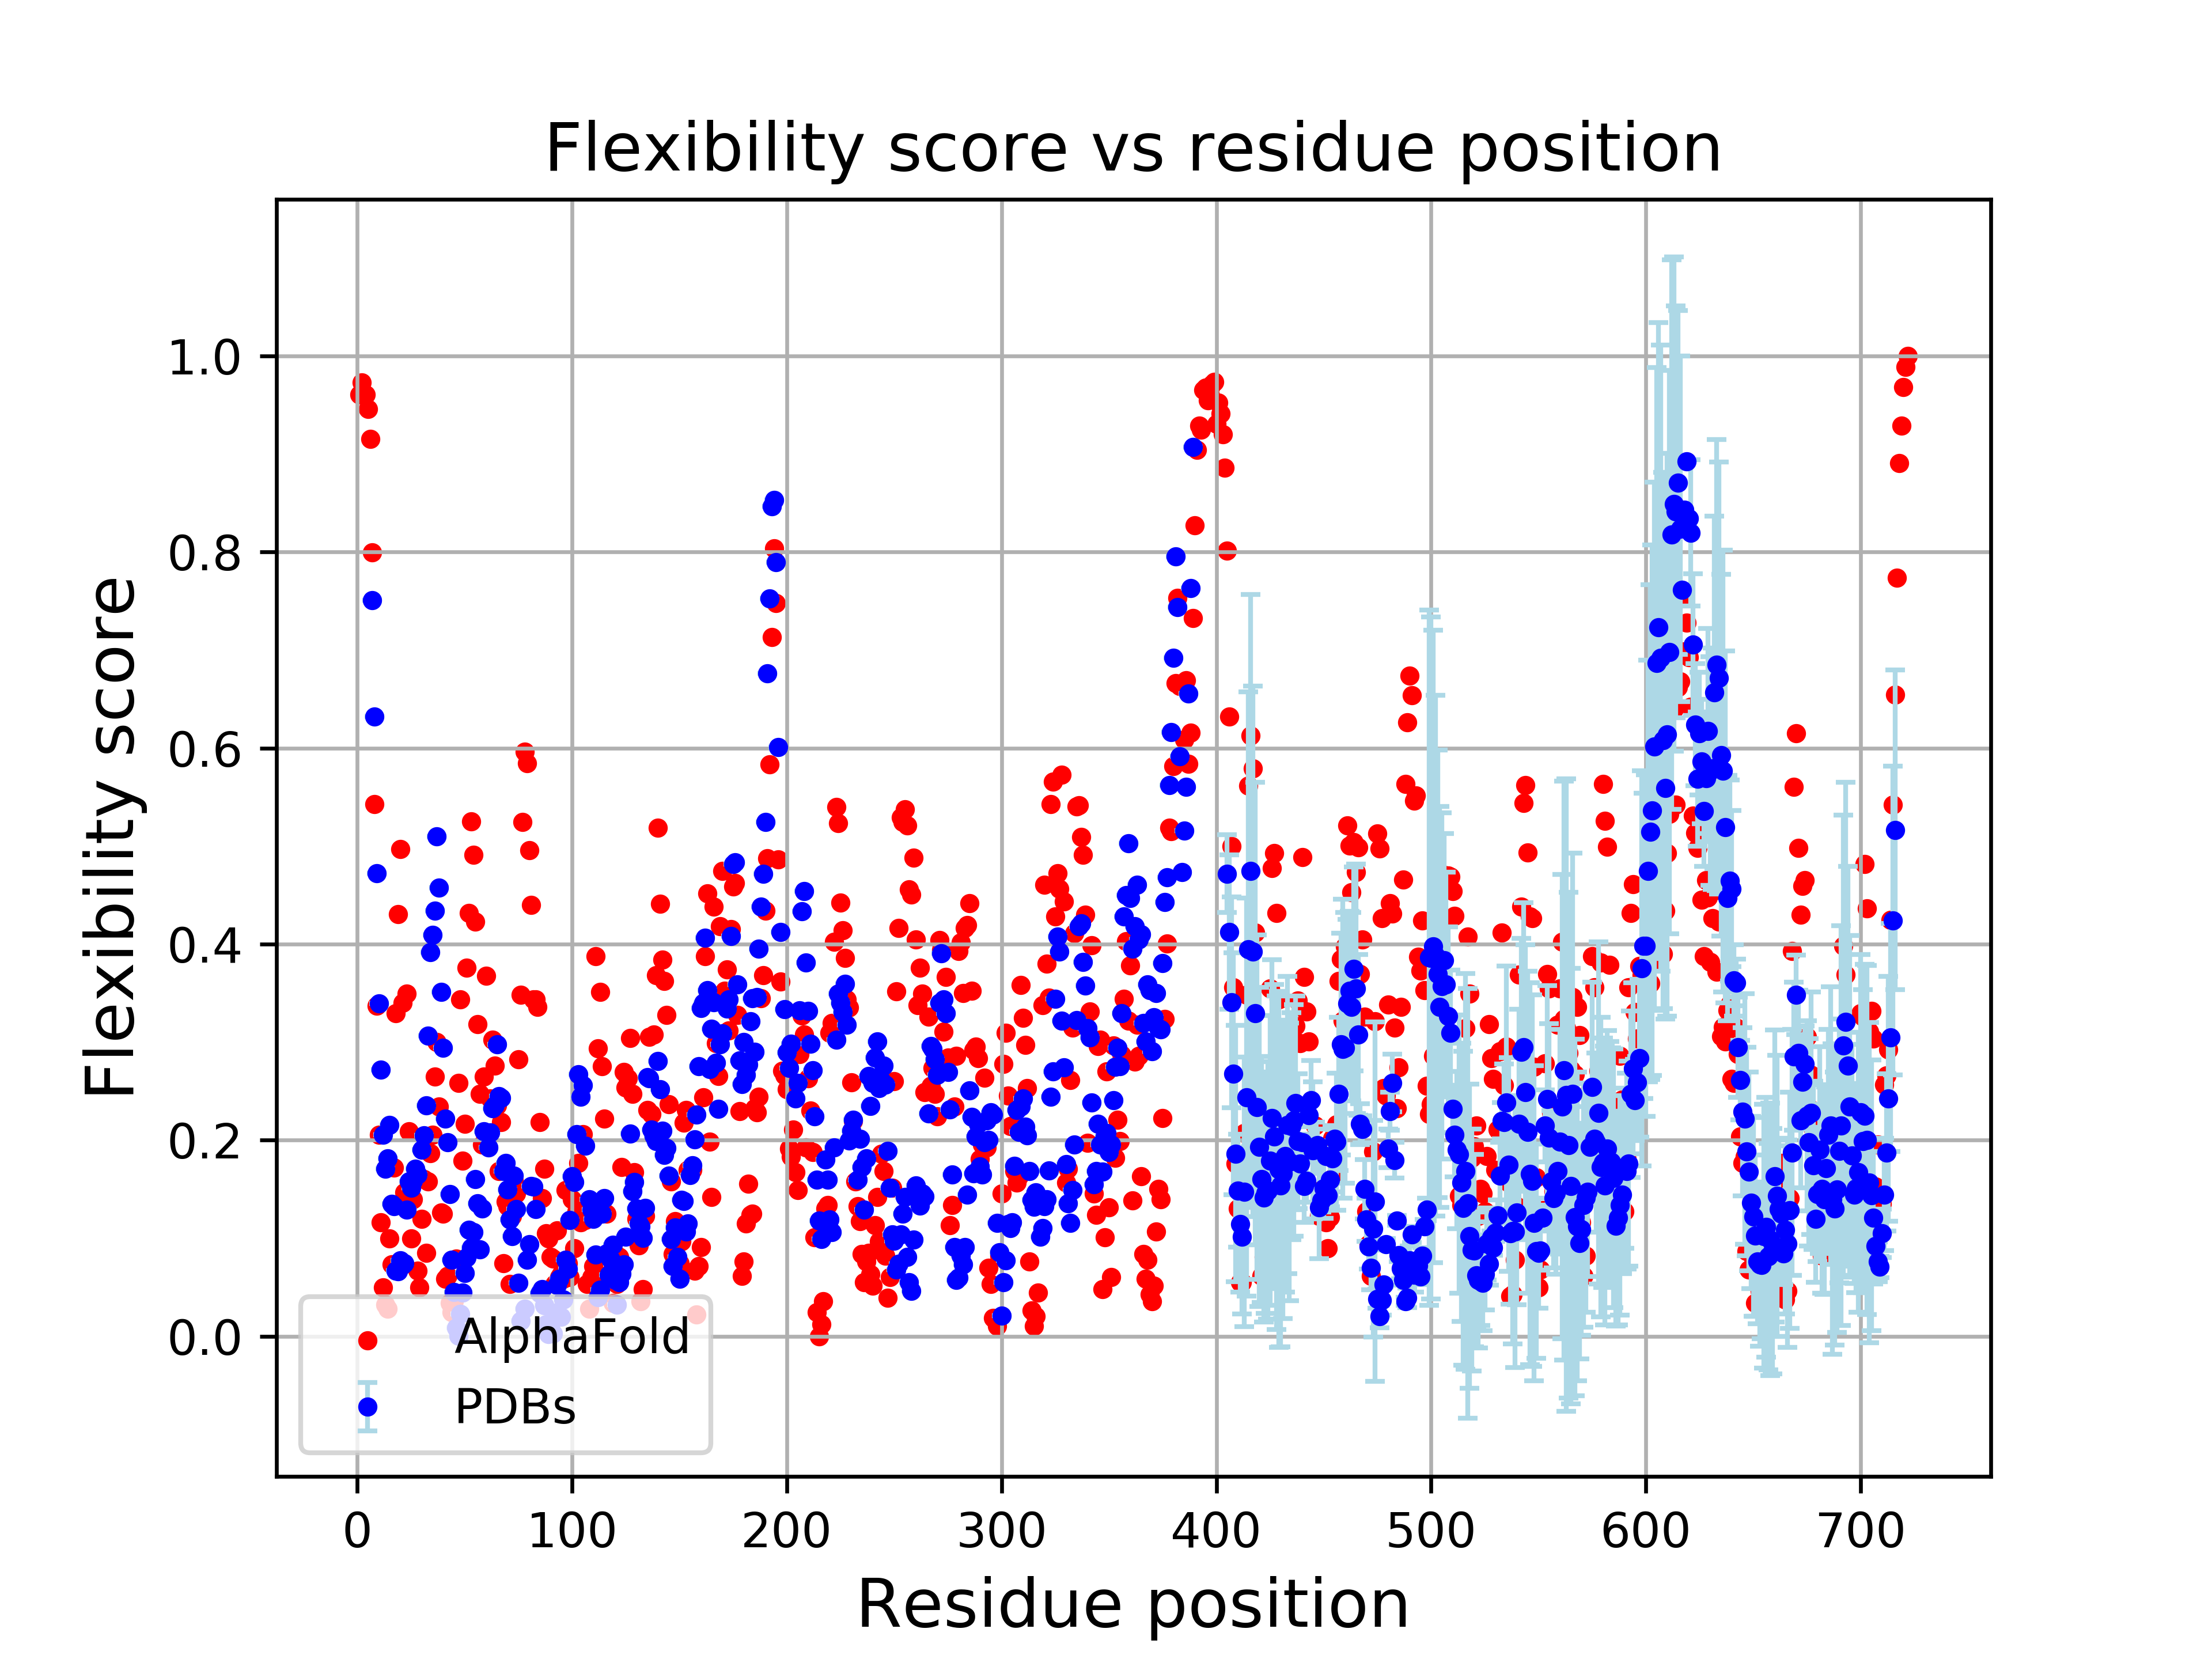 Flexibility score vs residue position
Flexibility score
1.0
0.8
0.6
0.4
0.2
0.0
AlphaFold
PDBs
0 100 200 300 400 500 600 700
Residue position